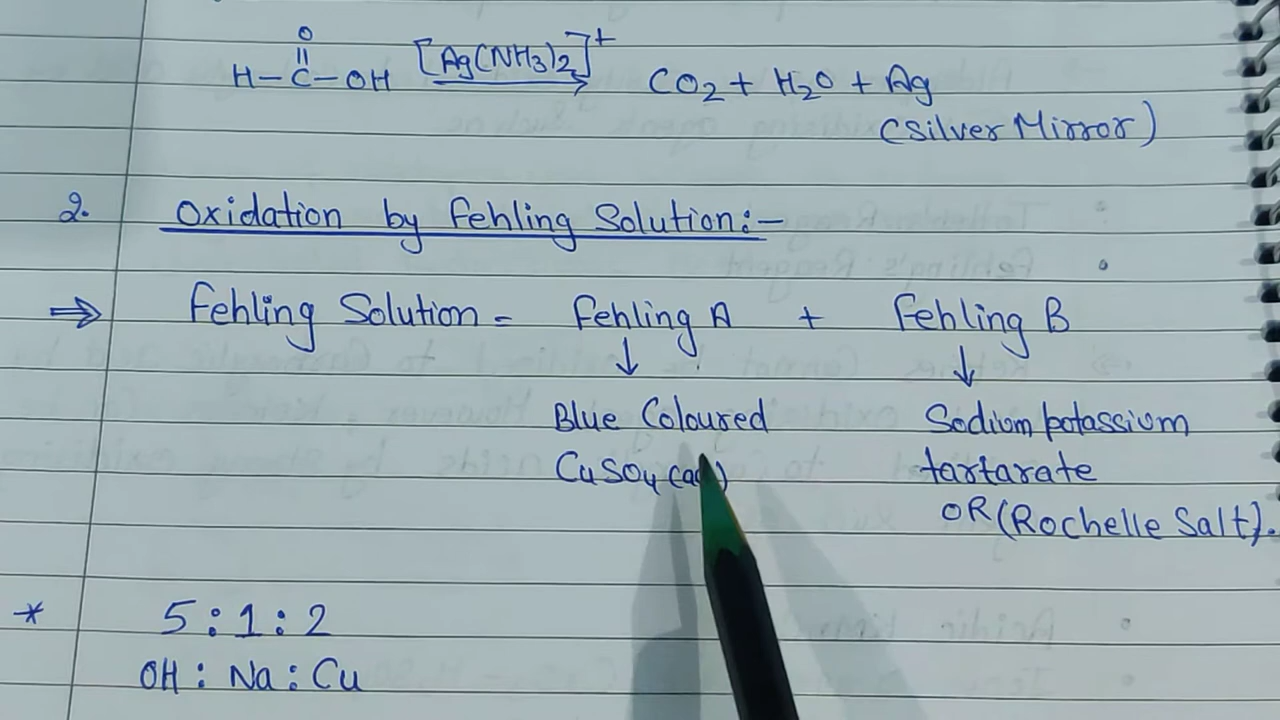 O
||
H-C-OH [Ag(NH3)2]+ CO2 + H2O + Ag
(Silver Mirror)
2. Oxidation by Fehling Solution:-
⇒ Fehling Solution = Fehling A + Fehling B
↓ ↓
Blue Coloured Sodium potassium
CuSO4 tartarate
OR (Rochelle Salt).
* 5:1:2
OH : Na : Cu